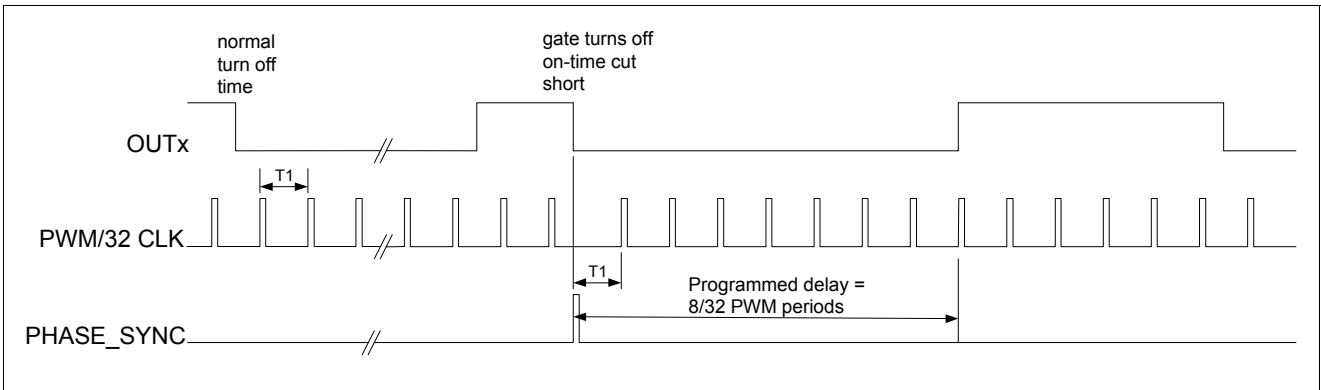 normal
turn off
time
gate turns off
on-time cut
short
OUTx
T1
PWM/32 CLK
T1
Programmed delay =
8/32 PWM periods
PHASE_SYNC